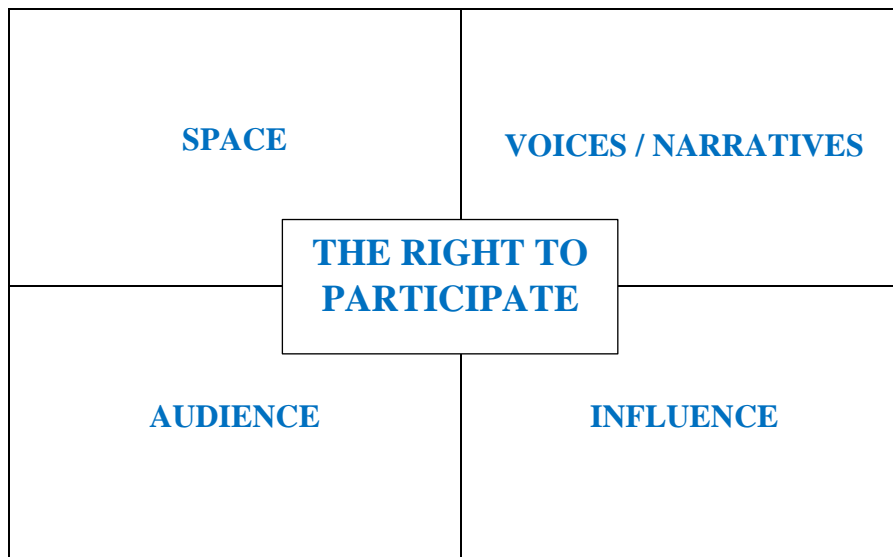 SPACE
VOICES / NARRATIVES
THE RIGHT TO
PARTICIPATE
AUDIENCE
INFLUENCE